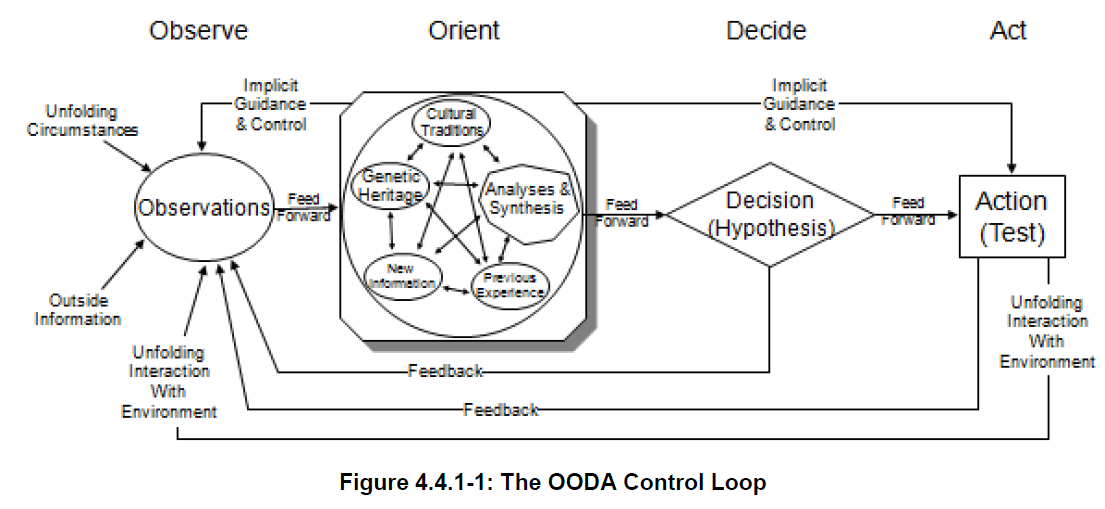 Observe
Orient
Decide
Act
Implicit
Guidance
& Control
Implicit
Guidance
& Control
Unfolding
Circumstances
Cultural
Traditions
Genetic
Heritage
Analyses &
Synthesis
New
Information
Previous
Experience
Observations
Feed
Forward
Feed
Forward
Decision
(Hypothesis)
Feed
Forward
Action
(Test)
Outside
Information
Unfolding
Interaction
With
Environment
Unfolding
Interaction
With
Environment
Feedback
Feedback
Figure 4.4.1-1: The OODA Control Loop